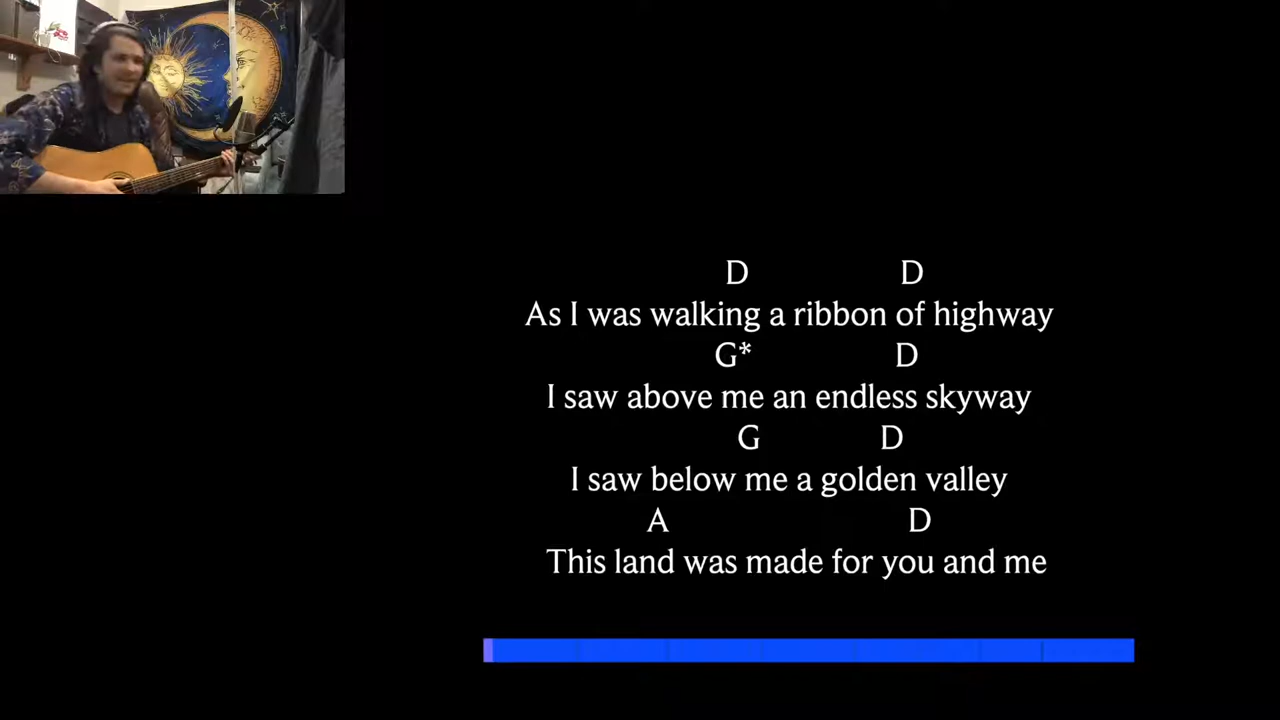 D D
As I was walking a ribbon of highway
G* D
I saw above me an endless skyway
G D
I saw below me a golden valley
A D
This land was made for you and me